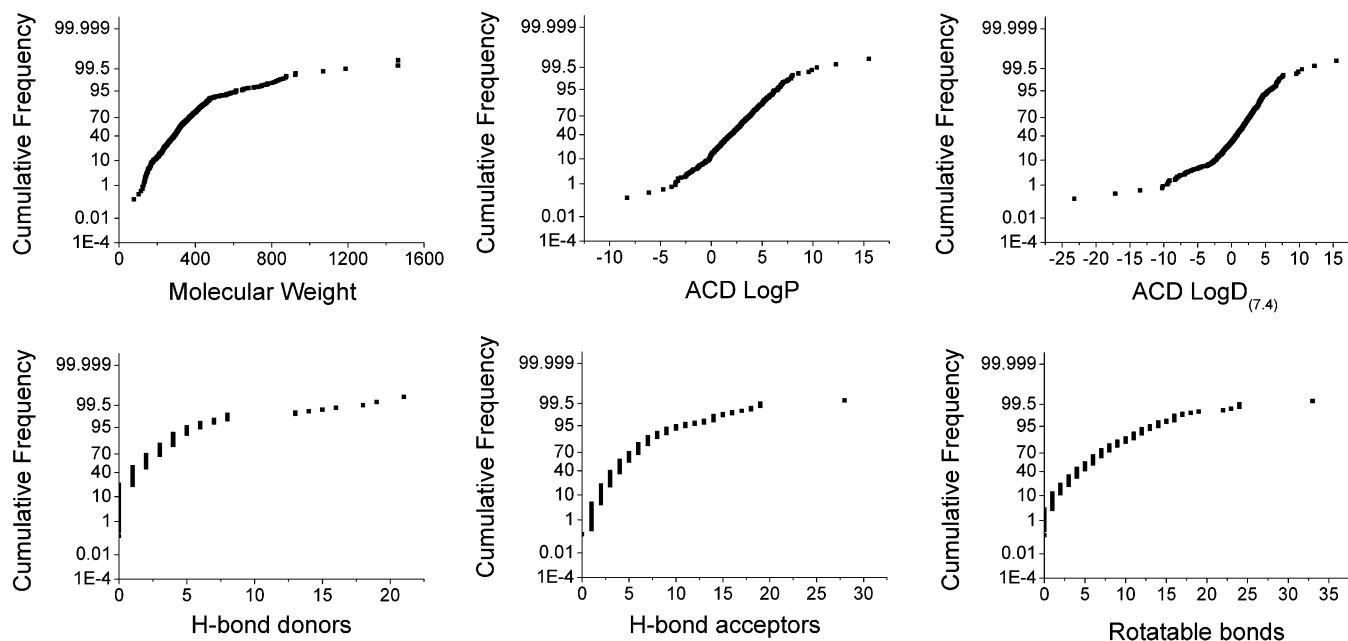 Cumulative Frequency
99.999
99.5
95
70
40
10
1
0.01
1E-4
0 400 800 1200 1600
Molecular Weight
Cumulative Frequency
99.999
99.5
95
70
40
10
1
0.01
1E-4
-10 -5 0 5 10 15
ACD LogP
Cumulative Frequency
99.999
99.5
95
70
40
10
1
0.01
1E-4
-25 -20 -15 -10 -5 0 5 10 15
ACD LogD(7.4)
Cumulative Frequency
99.999
99.5
95
70
40
10
1
0.01
1E-4
0 5 10 15 20
H-bond donors
Cumulative Frequency
99.999
99.5
95
70
40
10
1
0.01
1E-4
0 5 10 15 20 25 30
H-bond acceptors
Cumulative Frequency
99.999
99.5
95
70
40
10
1
0.01
1E-4
0 5 10 15 20 25 30 35
Rotatable bonds